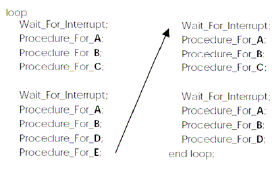 loop
Wait_For_Interrupt;
Procedure_For_A;
Procedure_For_B;
Procedure_For_C;
Wait_For_Interrupt;
Procedure_For_A;
Procedure_For_B;
Procedure_For_D;
Procedure_For_E;
Wait_For_Interrupt;
Procedure_For_A;
Procedure_For_B;
Procedure_For_C;
Wait_For_Interrupt;
Procedure_For_A;
Procedure_For_B;
Procedure_For_D;
end loop;